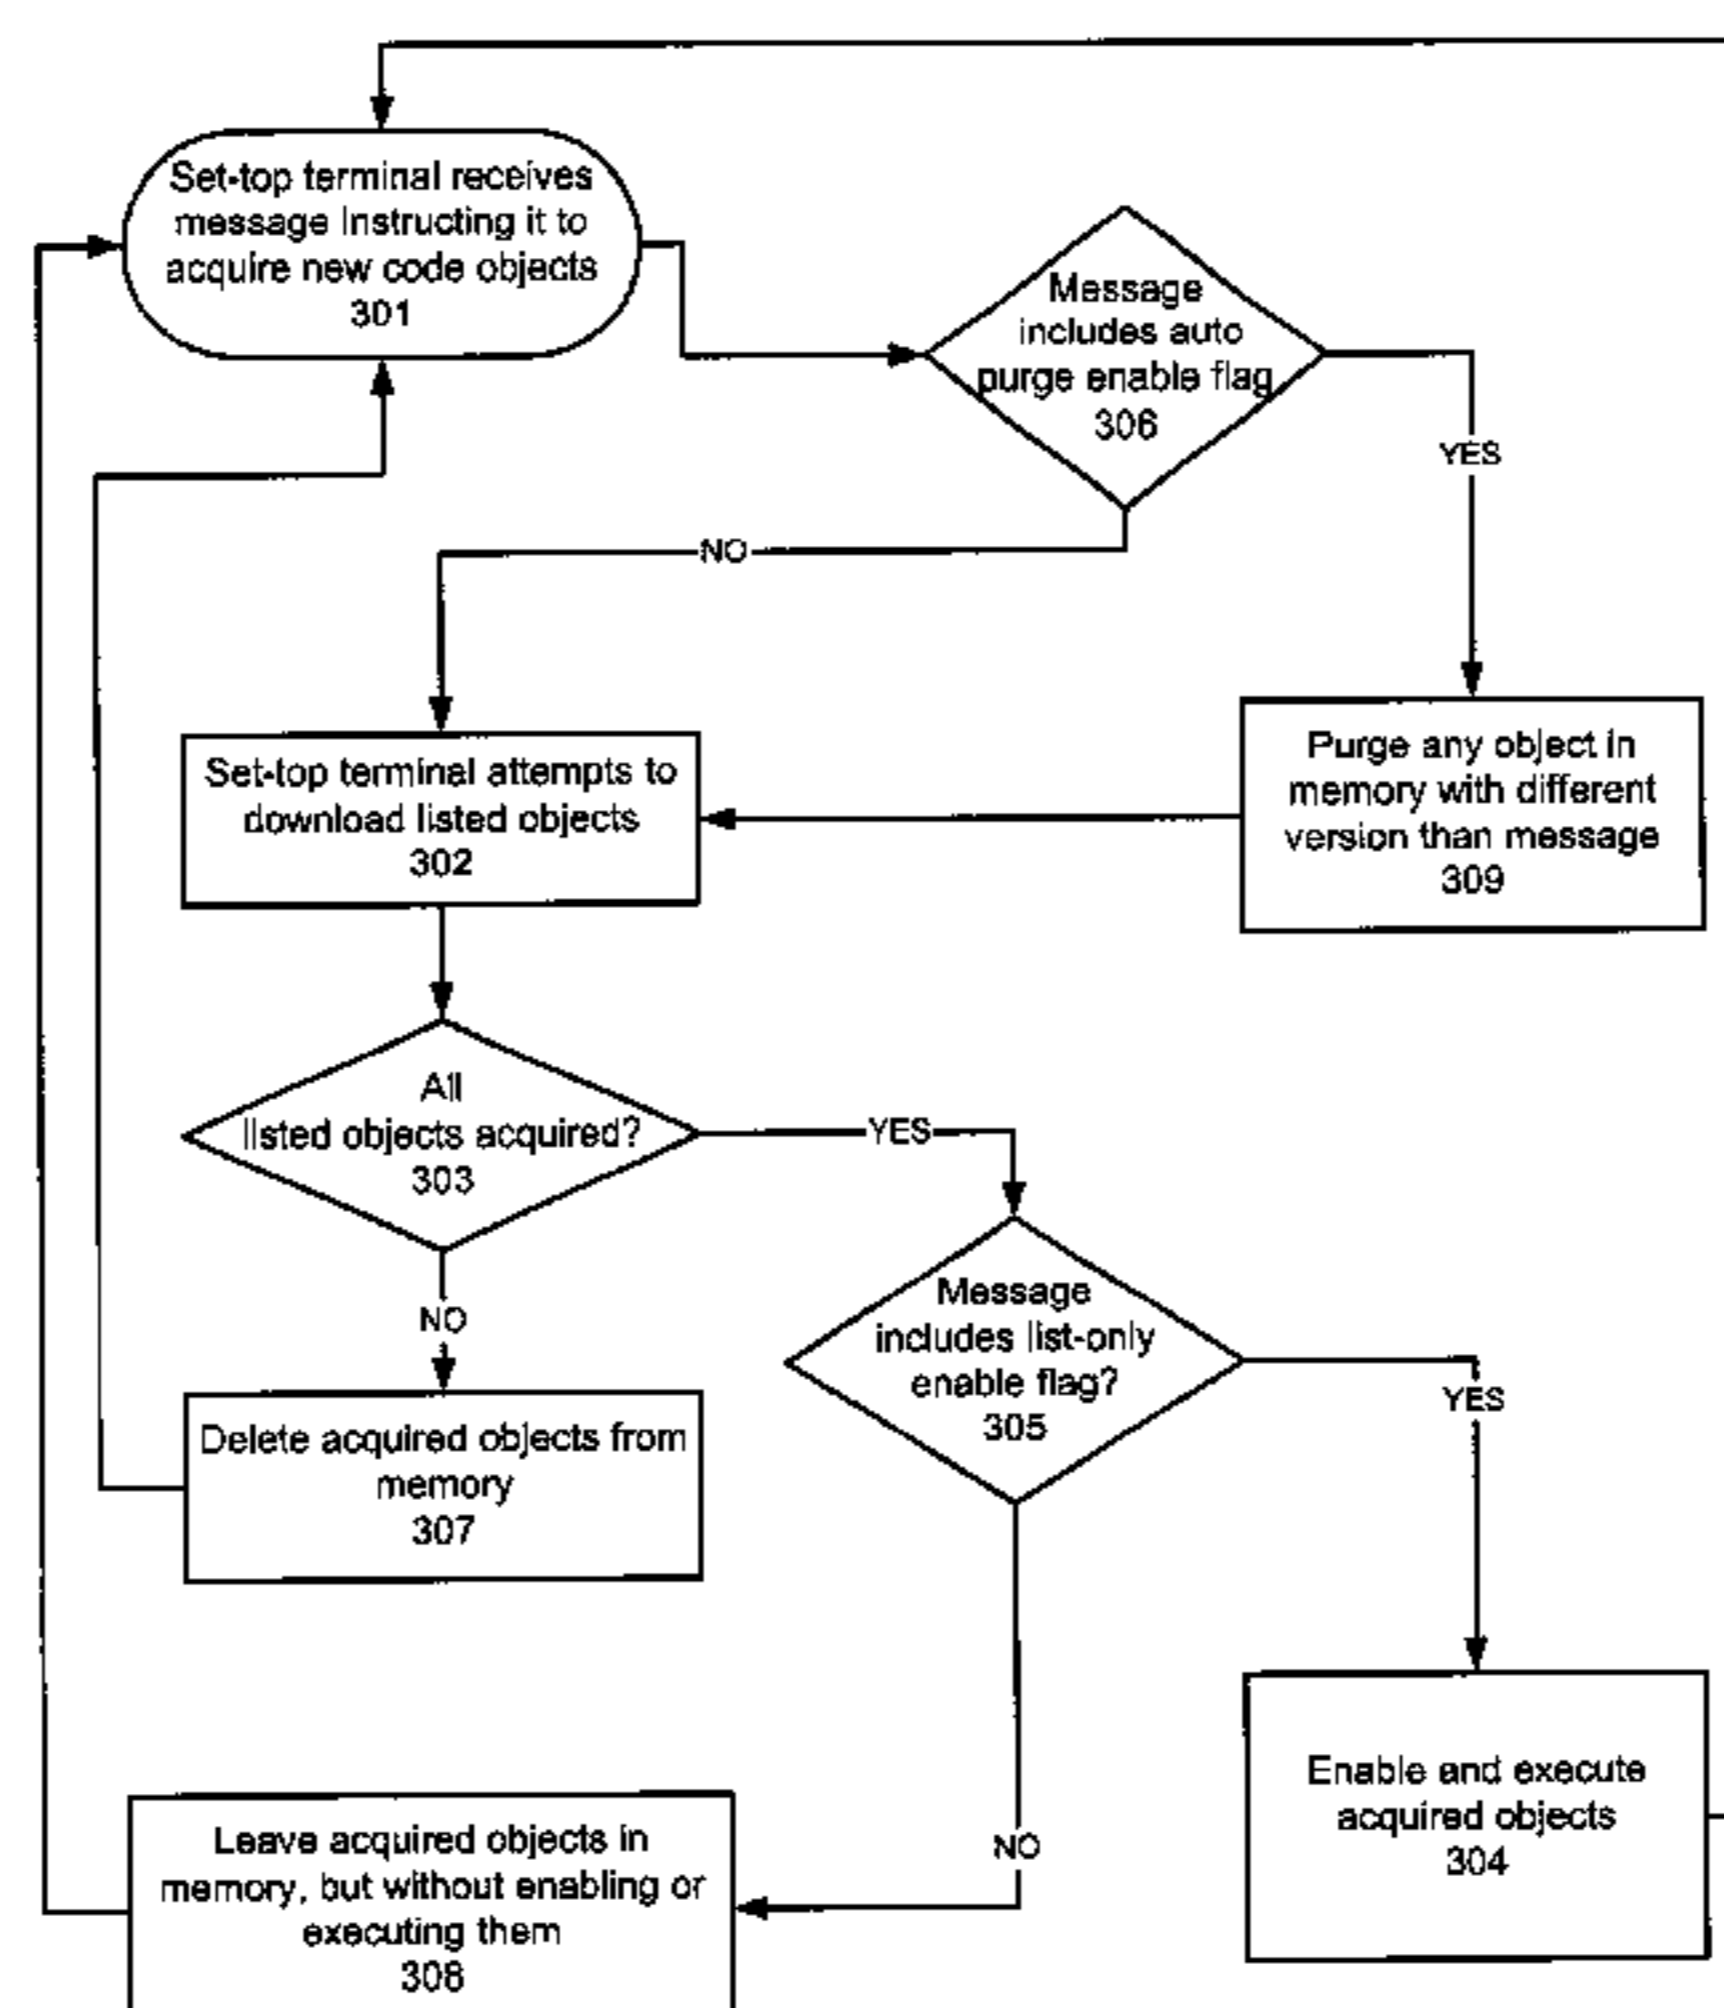 Set-top terminal receives
message Instructing it to
acquire new code objects
301
Message
includes auto
purge enable flag
306
YES
NO
Set-top terminal attempts to
download listed objects
302
Purge any object in
memory with different
version than message
309
All
listed objects acquired?
303
YES
NO
Message
includes list-only
enable flag?
305
YES
Delete acquired objects from
memory
307
NO
Enable and execute
acquired objects
304
Leave acquired objects in
memory, but without enabling or
executing them
308